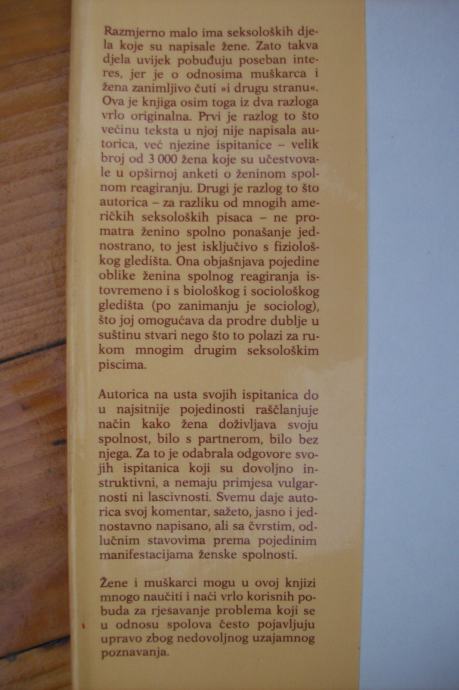 Razmjerno malo ima seksoloških dje-
la koje su napisale žene. Zato takva
djela uvijek pobuđuju poseban inte-
res, jer je o odnosima muškarca i
žena zanimljivo čuti »i drugu stranu«.
Ova je knjiga osim toga iz dva razloga
vrlo originalna. Prvi je razlog to što
većinu teksta u njoj nije napisala au-
torica, već njezine ispitanice – velik
broj od 3 000 žena koje su učestvova-
le u opširnoj anketi o ženinom spol-
nom reagiranju. Drugi je razlog to što
autorica – za razliku od mnogih ame-
ričkih seksoloških pisaca – ne pro-
matra ženino spolno ponašanje jed-
nostrano, to jest isključivo s fiziološ-
kog gledišta. Ona objašnjava pojedine
oblike ženina spolnog reagiranja is-
tovremeno i s biološkog i sociološkog
gledišta (po zanimanju je sociolog),
što joj omogućava da prodre dublje u
suštinu stvari nego što to polazi za ru-
kom mnogim drugim seksološkim
piscima.
Autorica na usta svojih ispitanica do
u najsitnije pojedinosti raščlanjuje
način kako žena doživljava svoju
spolnost, bilo s partnerom, bilo bez
njega. Za to je odabrala odgovore svo-
jih ispitanica koji su dovoljno in-
struktivni, a nemaju primjesa vulgar-
nosti ni lascivnosti. Svemu daje auto-
rica svoj komentar, sažeto, jasno i jed-
nostavno napisano, ali sa čvrstim, od-
lučnim stavovima prema pojedinim
manifestacijama ženske spolnosti.
Žene i muškarci mogu u ovoj knjizi
mnogo naučiti i naći vrlo korisnih po-
buda za rješavanje problema koji se
u odnosu spolova često pojavljuju
upravo zbog nedovoljnog uzajamnog
poznavanja.